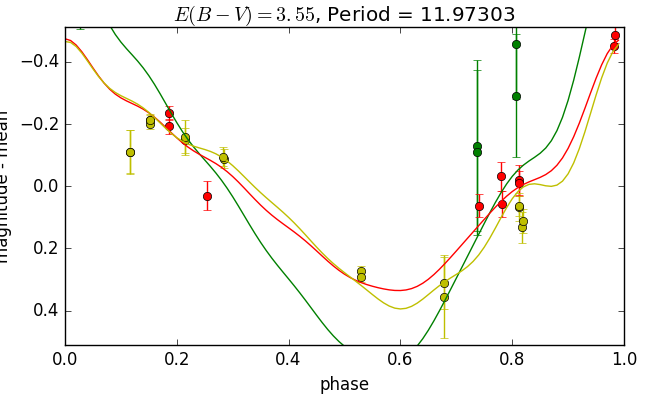 E(B − V) = 3.55, Period = 11.97303
−0.4
−0.2
0.0
0.2
0.4
magnitude - mean
0.0 0.2 0.4 0.6 0.8 1.0
phase